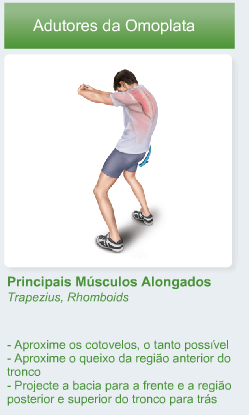 Adutores da Omoplata
Principais Músculos Alongados
Trapezius, Rhomboids
- Aproxime os cotovelos, o tanto possível
- Aproxime o queixo da região anterior do
tronco
- Projecte a bacia para a frente e a região
posterior e superior do tronco para trás